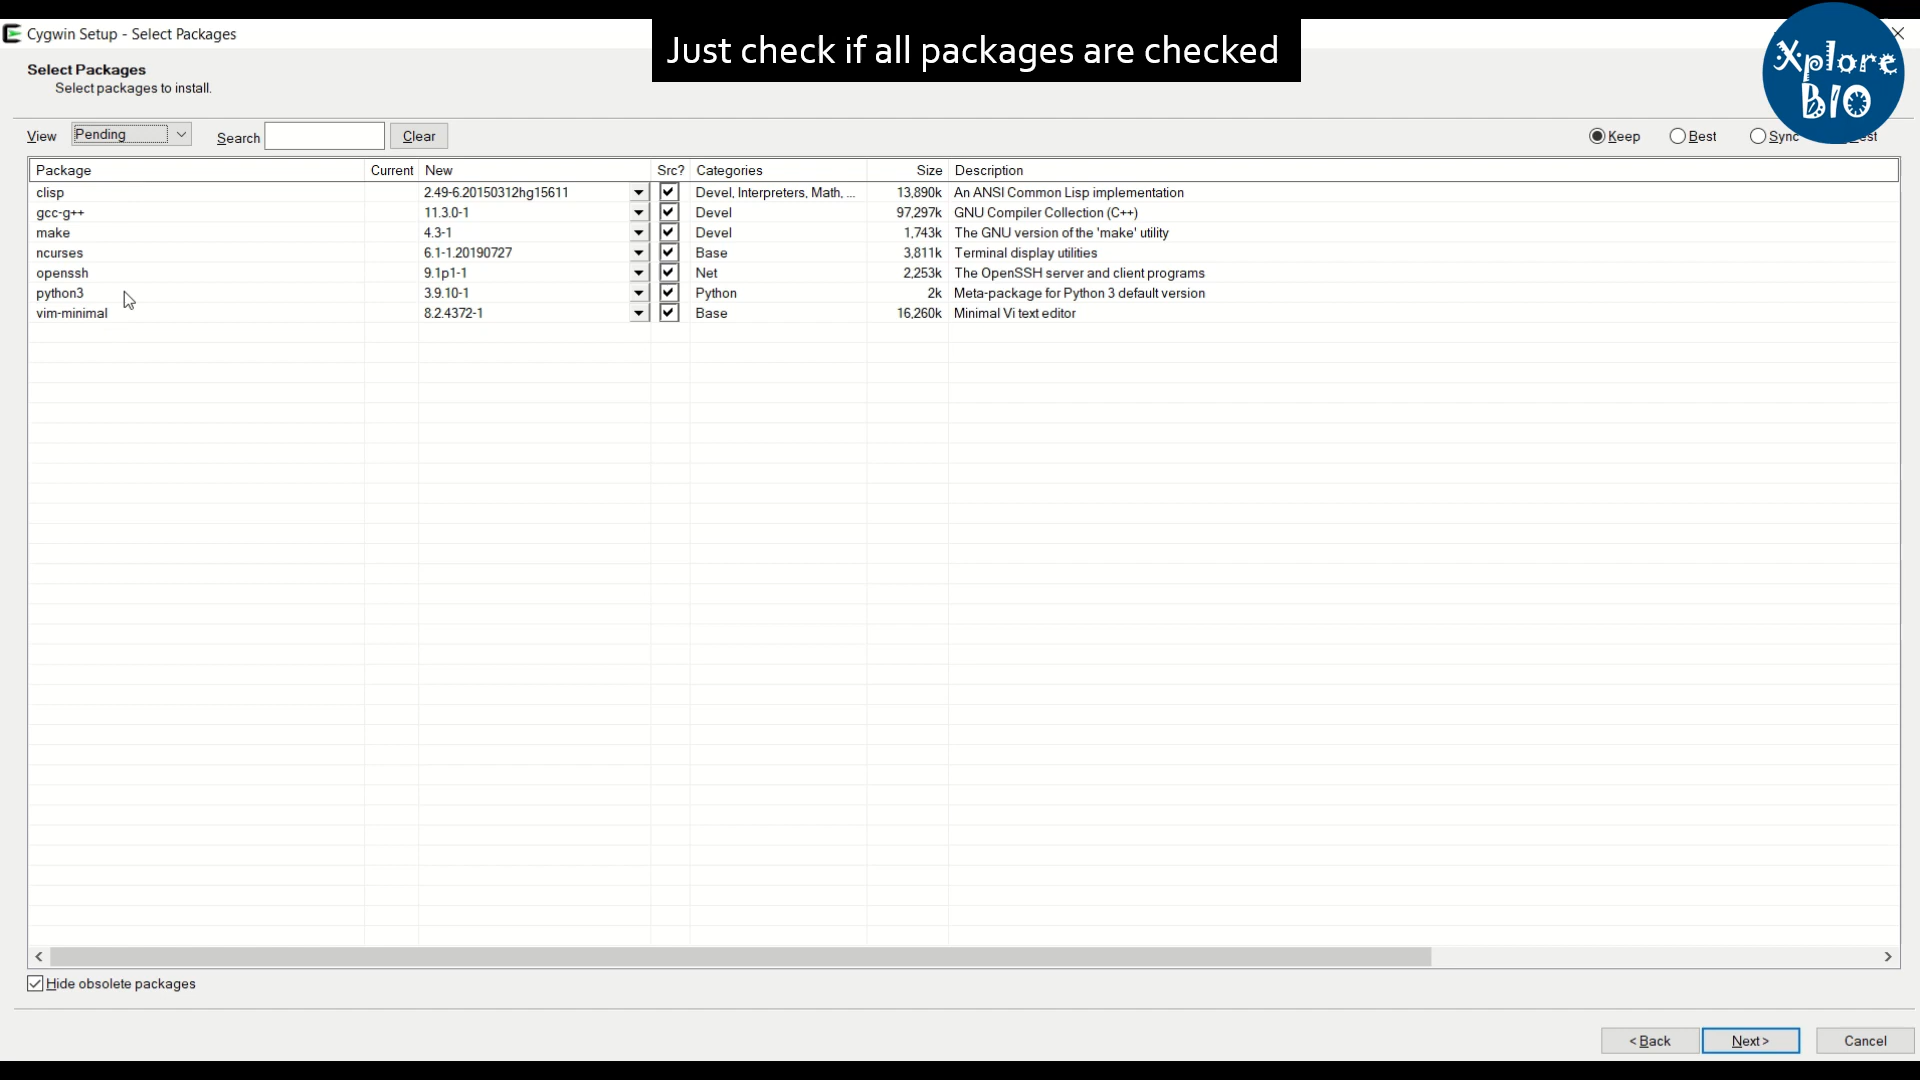 Cygwin Setup - Select Packages
Just check if all packages are checked
Xplore
BIO
Select Packages
Select packages to install.
View Pending Search Clear Keep Best Sync
Package Current New Src? Categories Size Description
clisp 2.49-6.20150312hg15611 Devel, Interpreters, Math, ... 13,890k An ANSI Common Lisp implementation
gcc-g++ 11.3.0-1 Devel 97,297k GNU Compiler Collection (C++)
make 4.3-1 Devel 1,743k The GNU version of the 'make' utility
ncurses 6.1-1.20190727 Base 3,811k Terminal display utilities
openssh 9.1p1-1 Net 2,253k The OpenSSH server and client programs
python3 3.9.10-1 Python 2k Meta-package for Python 3 default version
vim-minimal 8.2.4372-1 Base 16,260k Minimal Vi text editor
Hide obsolete packages
< Back Next > Cancel